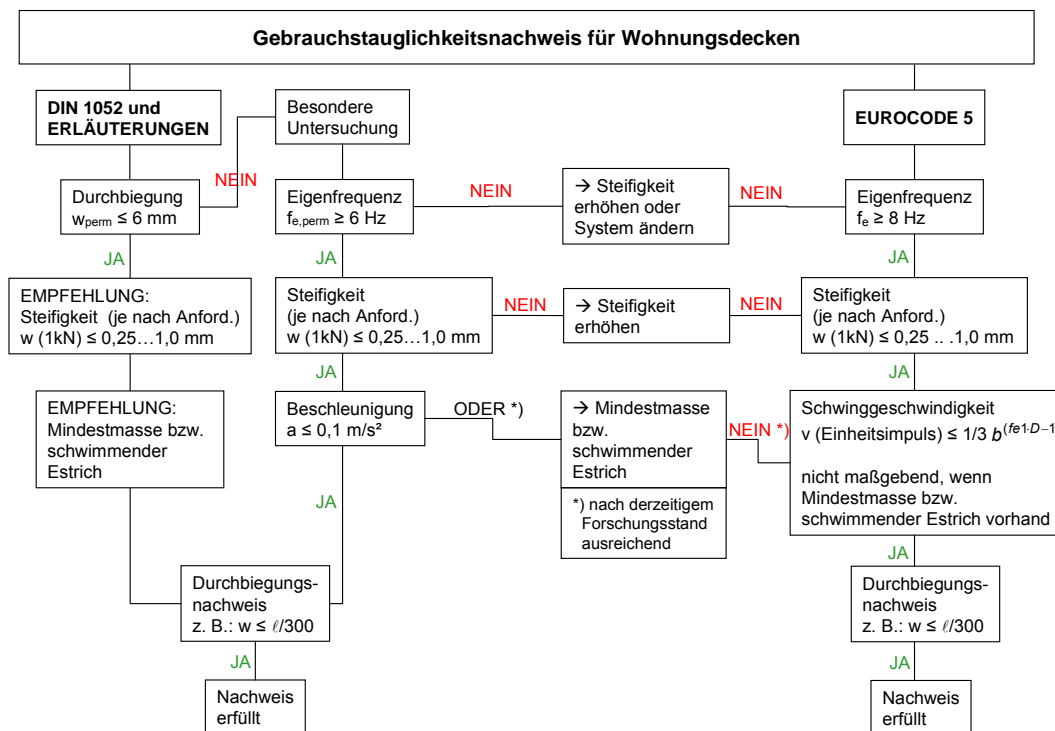 Gebrauchstauglichkeitsnachweis für Wohnungsdecken
DIN 1052 und
ERLÄUTERUNGEN
Besondere
Untersuchung
EUROCODE 5
NEIN
Durchbiegung
w_perm ≤ 6 mm
Eigenfrequenz
f_e,perm ≥ 6 Hz
NEIN
→ Steifigkeit
erhöhen oder
System ändern
NEIN
Eigenfrequenz
f_e ≥ 8 Hz
JA
JA
JA
EMPFEHLUNG:
Steifigkeit (je nach Anford.)
w (1kN) ≤ 0,25…1,0 mm
Steifigkeit
(je nach Anford.)
w (1kN) ≤ 0,25…1,0 mm
NEIN
→ Steifigkeit
erhöhen
NEIN
Steifigkeit
(je nach Anford.)
w (1kN) ≤ 0,25 .. .1,0 mm
JA
JA
EMPFEHLUNG:
Mindestmasse bzw.
schwimmender
Estrich
Beschleunigung
a ≤ 0,1 m/s²
ODER *)
→ Mindestmasse
bzw.
schwimmender
Estrich
*) nach derzeitigem
Forschungsstand
ausreichend
NEIN *)
Schwinggeschwindigkeit
v (Einheitsimpuls) ≤ 1/3 b^(fe1·D−1
nicht maßgebend, wenn
Mindestmasse bzw.
schwimmender Estrich vorhand
JA
JA
Durchbiegungs-
nachweis
z. B.: w ≤ ℓ/300
Durchbiegungs-
nachweis
z. B.: w ≤ ℓ/300
JA
JA
Nachweis
erfüllt
Nachweis
erfüllt